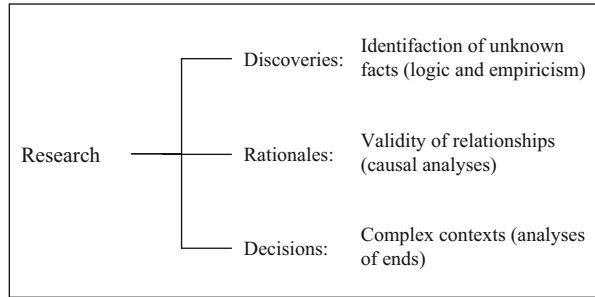 Discoveries: Identifaction of unknown
facts (logic and empiricism)
Research
Rationales: Validity of relationships
(causal analyses)
Decisions: Complex contexts (analyses
of ends)